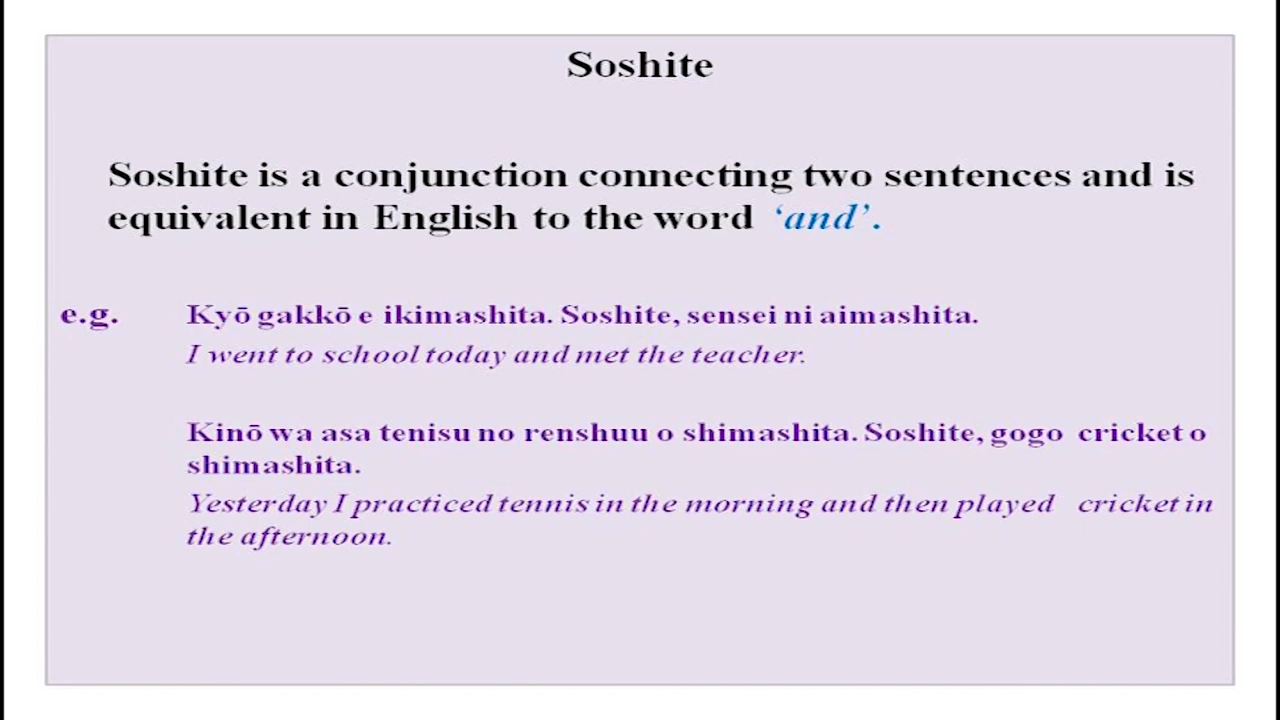 Soshite
Soshite is a conjunction connecting two sentences and is
equivalent in English to the word ‘and’.
e.g. Kyō gakkō e ikimashita. Soshite, sensei ni aimashita.
I went to school today and met the teacher.
Kinō wa asa tenisu no renshuu o shimashita. Soshite, gogo cricket o
shimashita.
Yesterday I practiced tennis in the morning and then played cricket in
the afternoon.